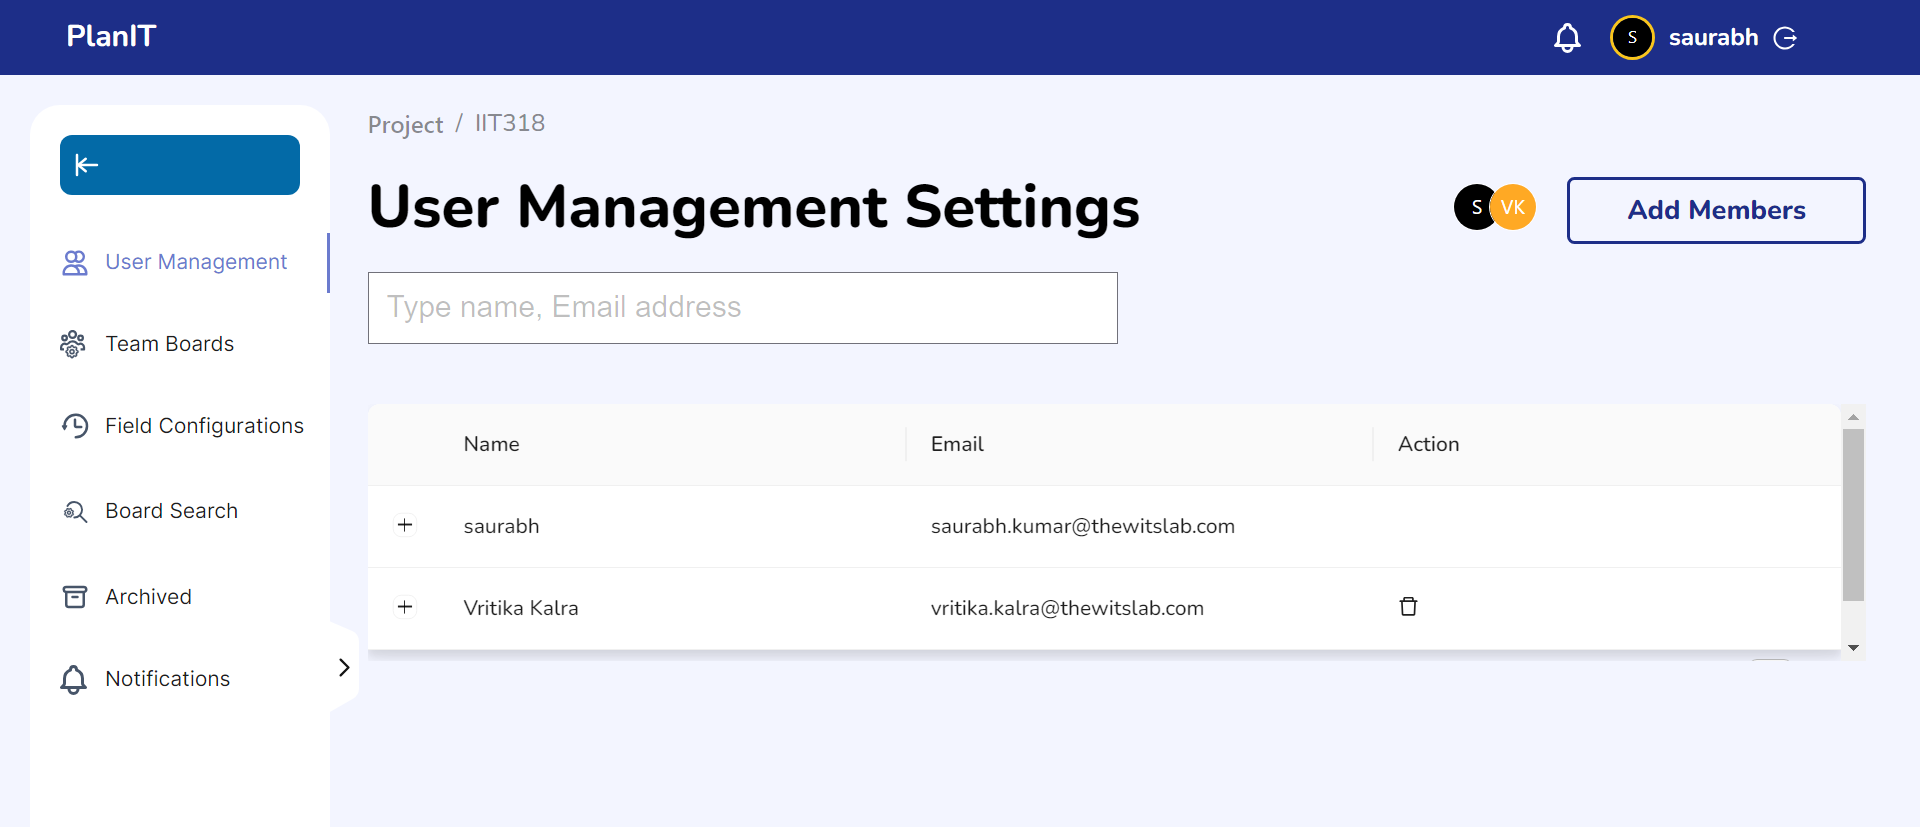 PlanIT
S saurabh
Project / IIT318
User Management Settings
S VK
Add Members
User Management
Team Boards
Field Configurations
Board Search
Archived
Notifications
Type name, Email address
Name Email Action
saurabh saurabh.kumar@thewitslab.com
Vritika Kalra vritika.kalra@thewitslab.com